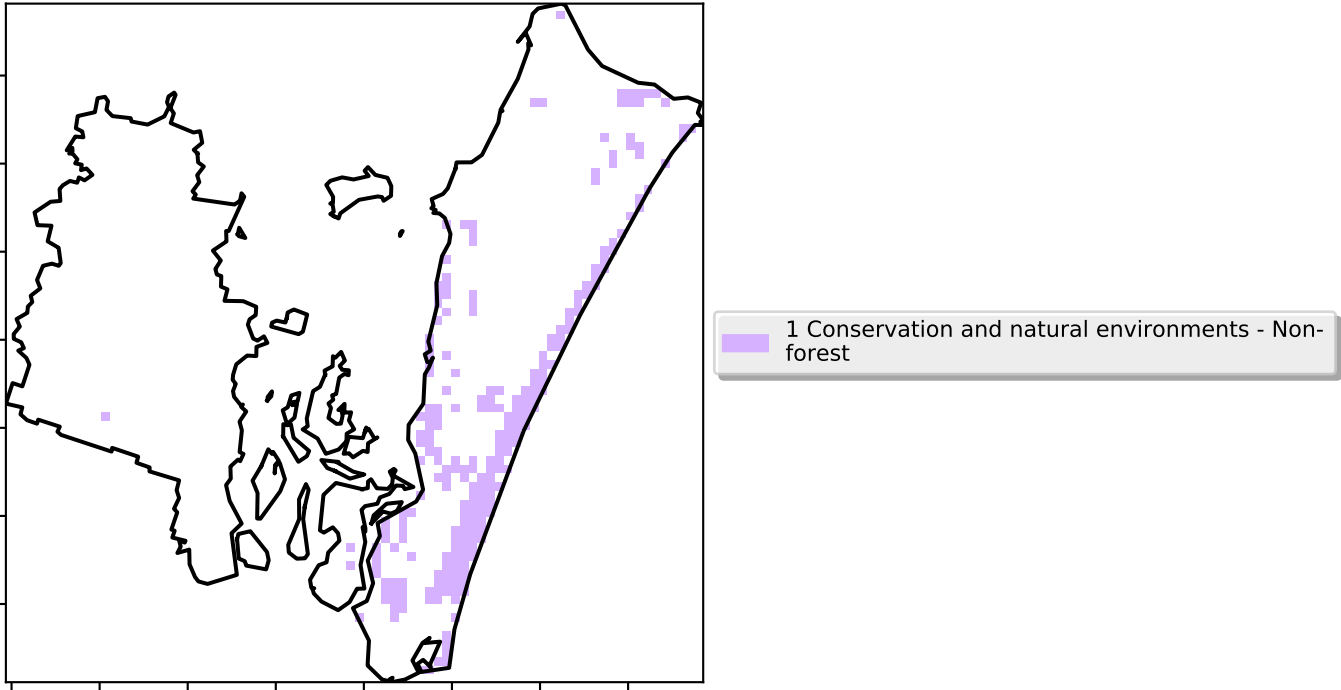 1 Conservation and natural environments - Non-
forest